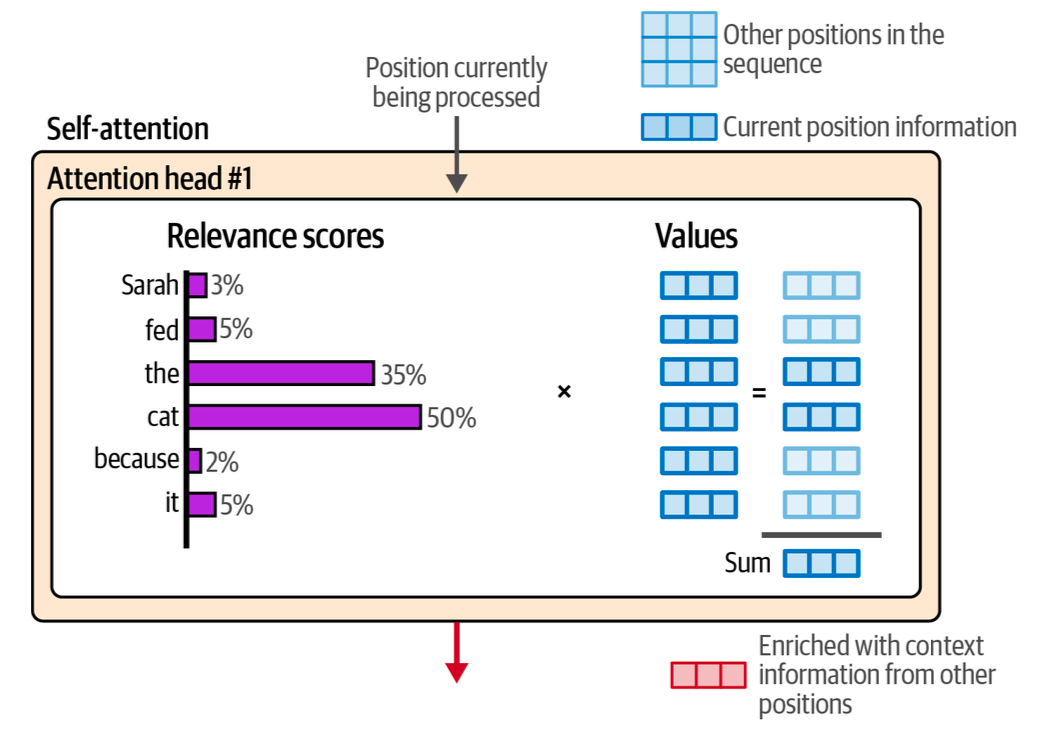 Other positions in the
sequence
Position currently
being processed
Current position information
Self-attention
Attention head #1
Relevance scores
Values
Sarah 3%
fed 5%
the 35%
cat 50%
because 2%
it 5%
× =
Sum
Enriched with context
information from other
positions